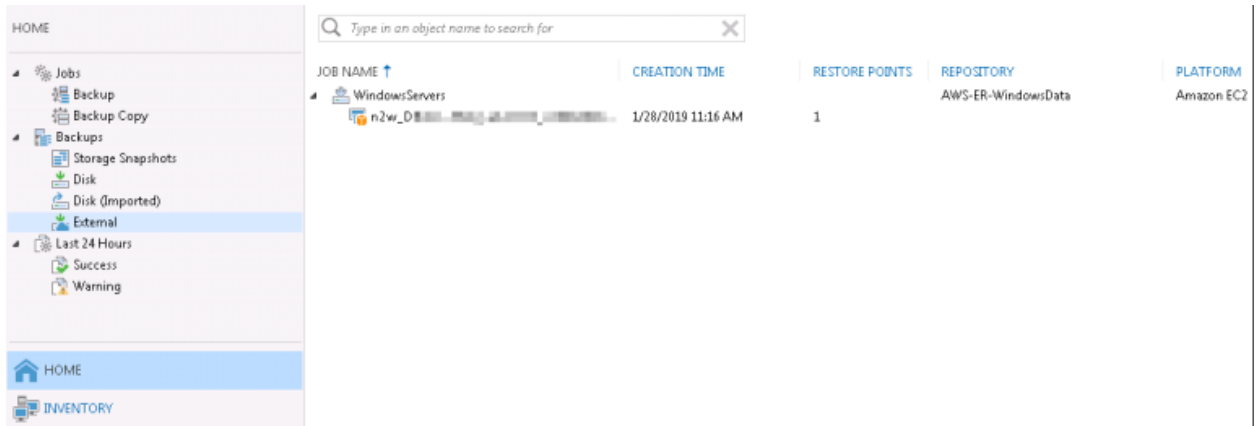 HOME
Type in an object name to search for
Jobs
Backup
Backup Copy
Backups
Storage Snapshots
Disk
Disk (Imported)
External
Last 24 Hours
Success
Warning
HOME
INVENTORY
JOB NAME CREATION TIME RESTORE POINTS REPOSITORY PLATFORM
WindowsServers AWS-ER-WindowsData Amazon EC2
1/28/2019 11:16 AM 1